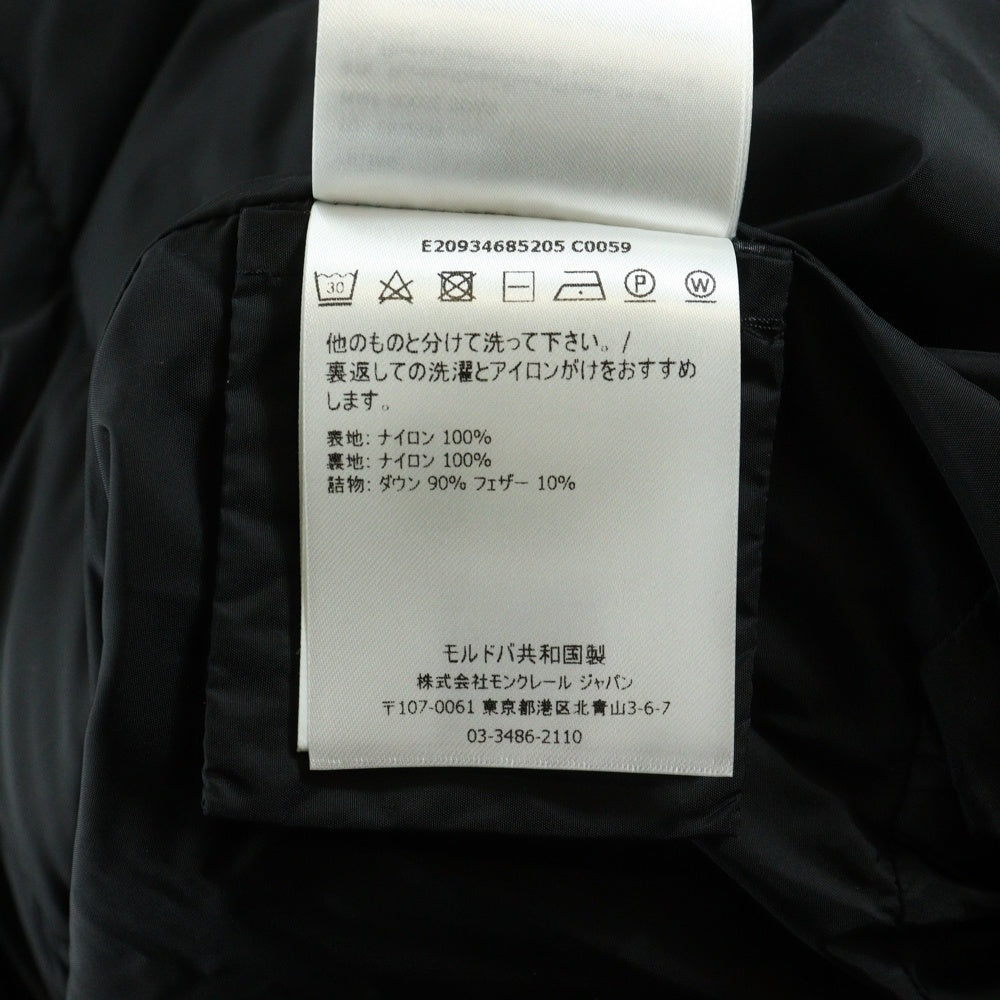 E20934685205 C0059
30 P W
他のものと分けて洗って下さい。/
裏返しての洗濯とアイロンがけをおすすめ
します。
表地: ナイロン 100%
裏地: ナイロン 100%
詰物: ダウン 90% フェザー 10%
モルドバ共和国製
株式会社モンクレール ジャパン
〒107-0061 東京都港区北青山3-6-7
03-3486-2110